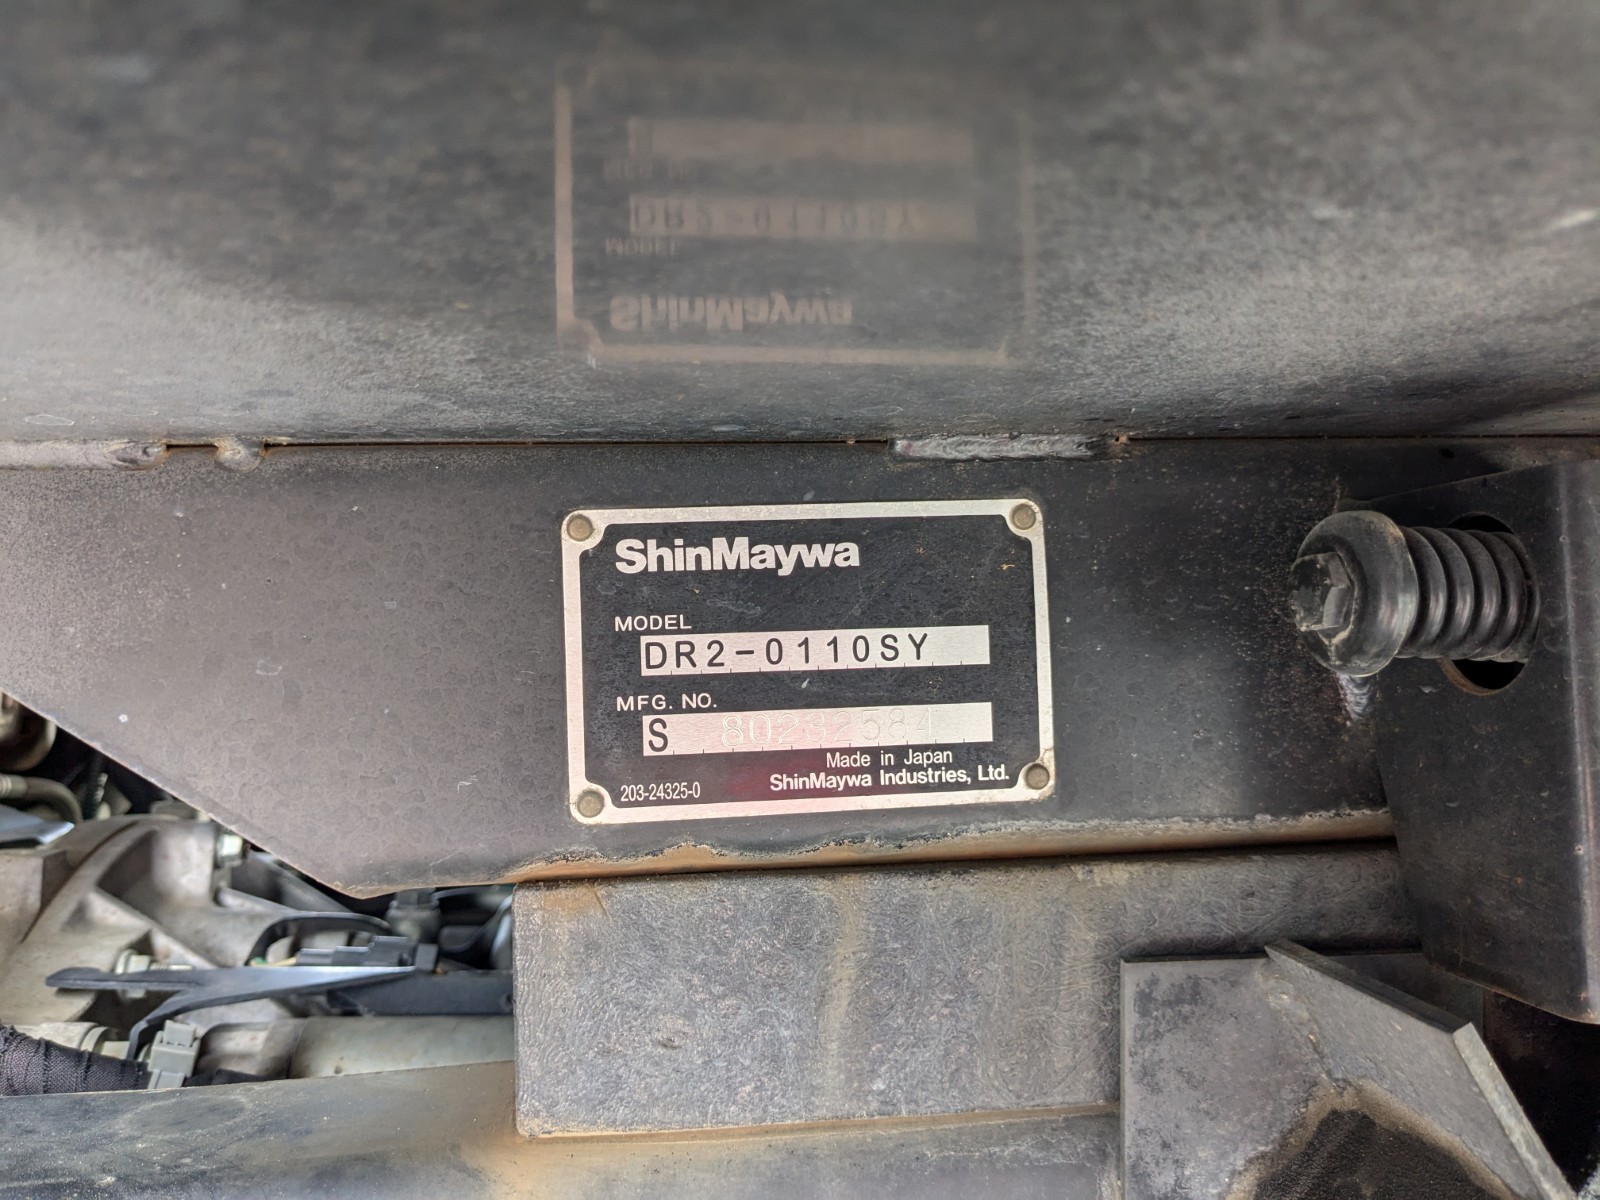 ShinMaywa
MODEL
DR2-0110SY
MFG. NO.
S 80232584
Made in Japan
203-24325-0 ShinMaywa Industries, Ltd.